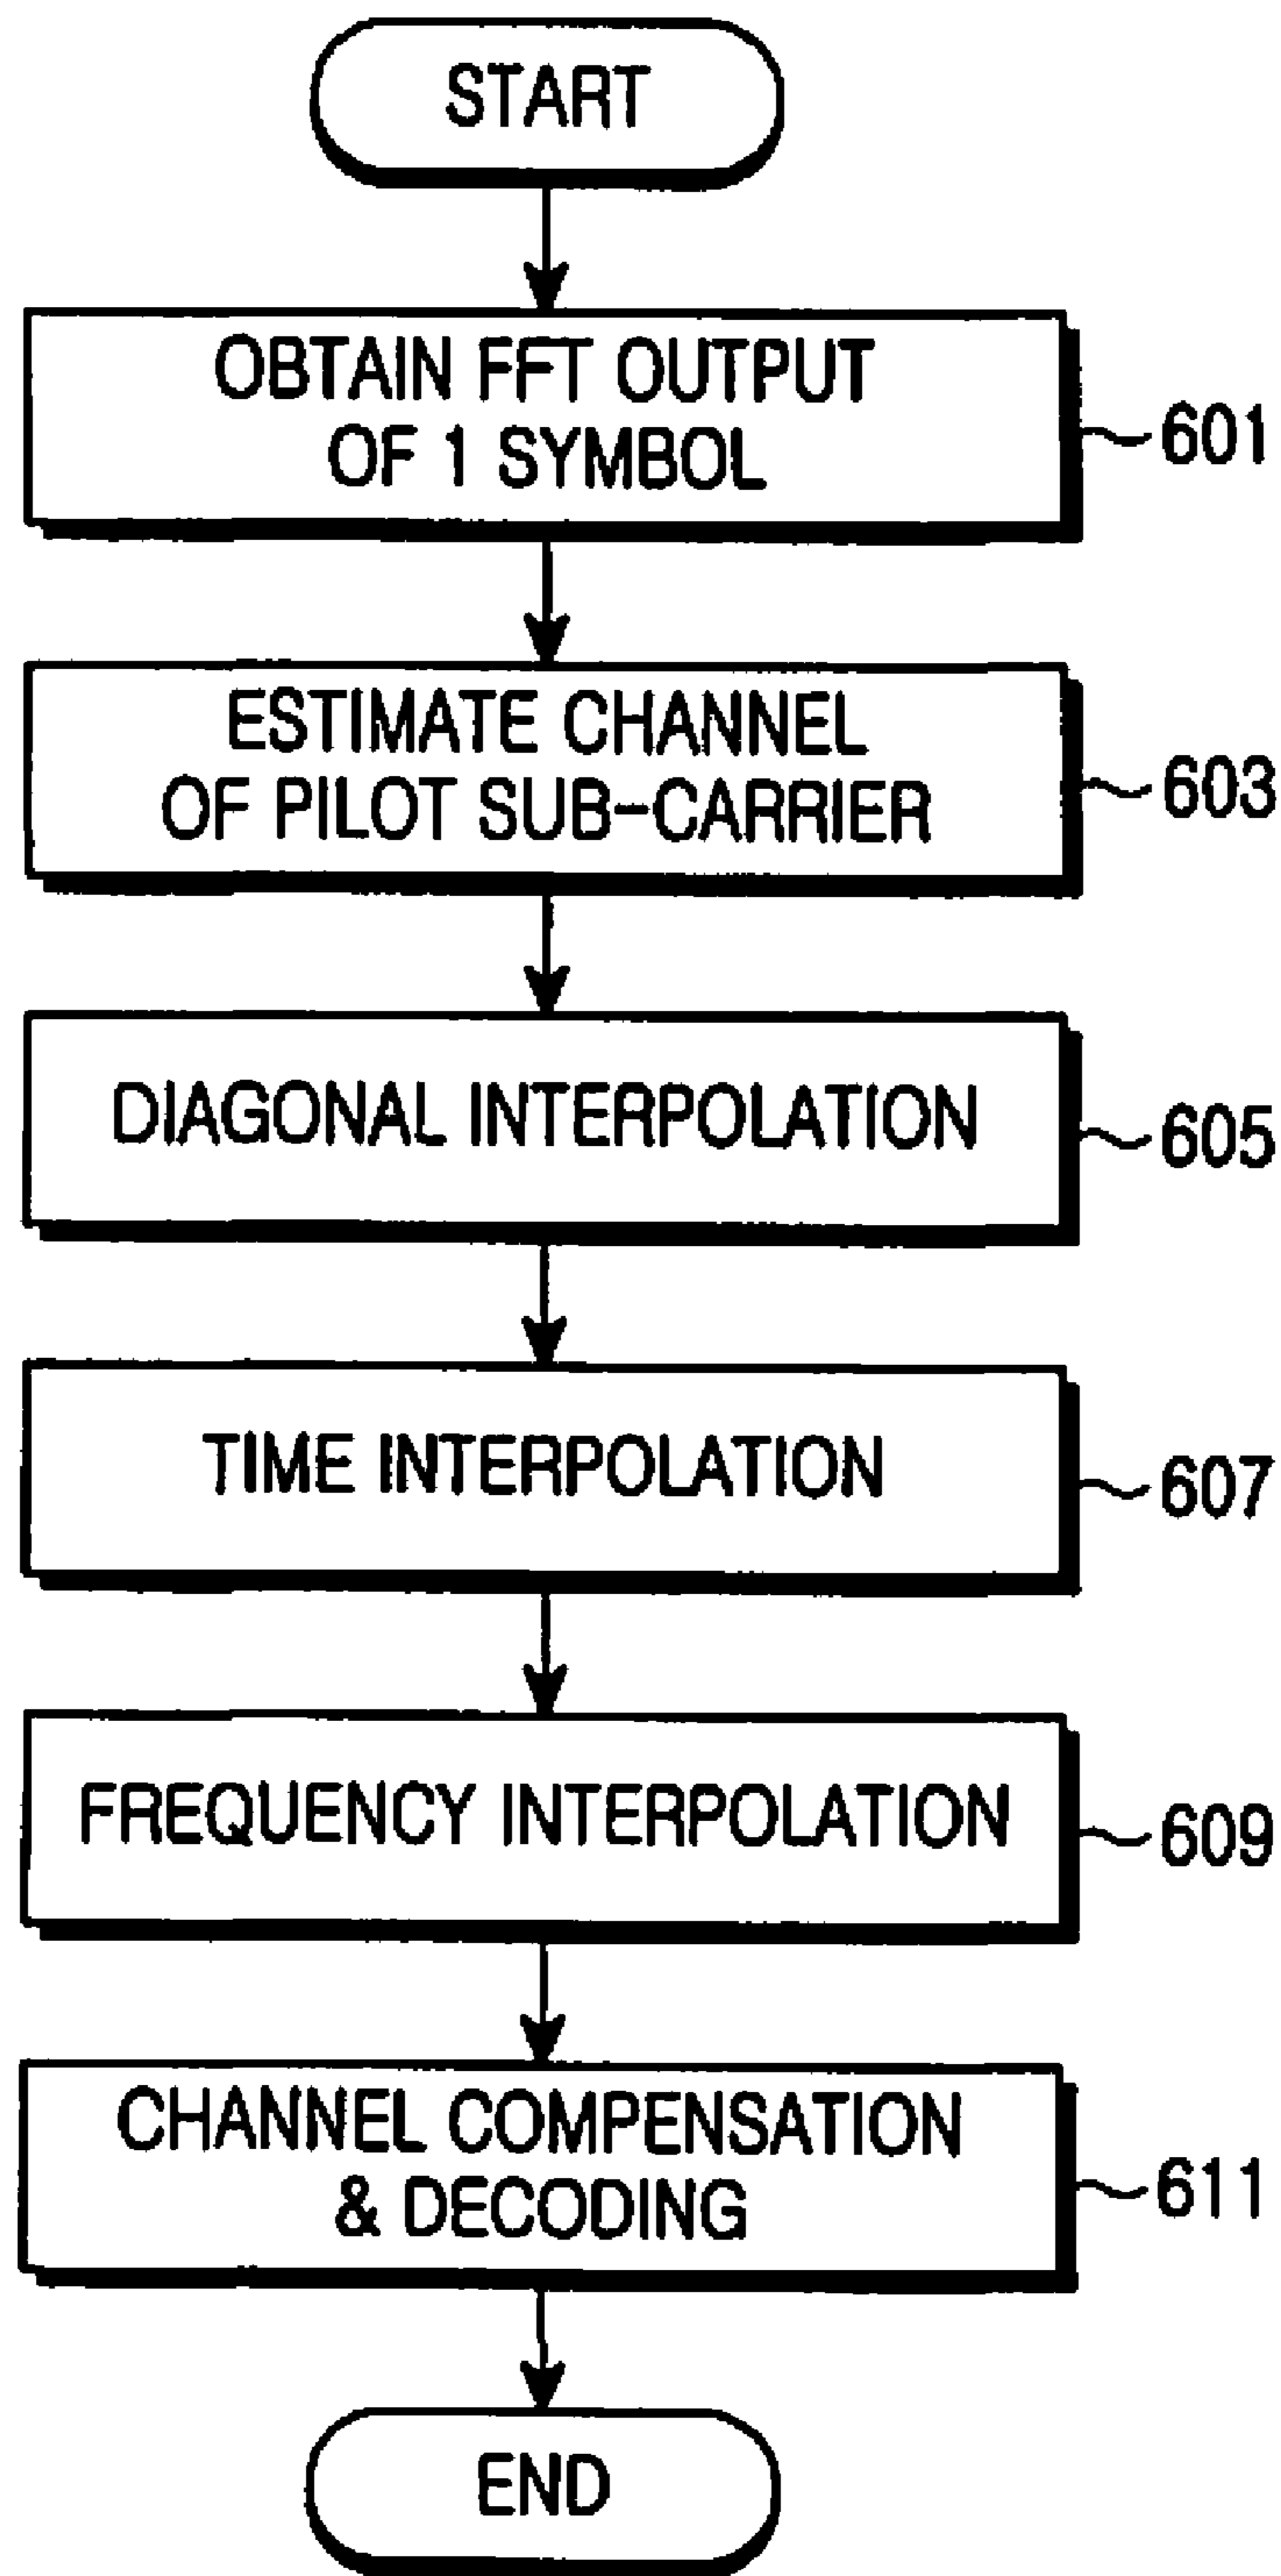 START
OBTAIN FFT OUTPUT
OF 1 SYMBOL
601
ESTIMATE CHANNEL
OF PILOT SUB-CARRIER
603
DIAGONAL INTERPOLATION
605
TIME INTERPOLATION
607
FREQUENCY INTERPOLATION
609
CHANNEL COMPENSATION
& DECODING
611
END